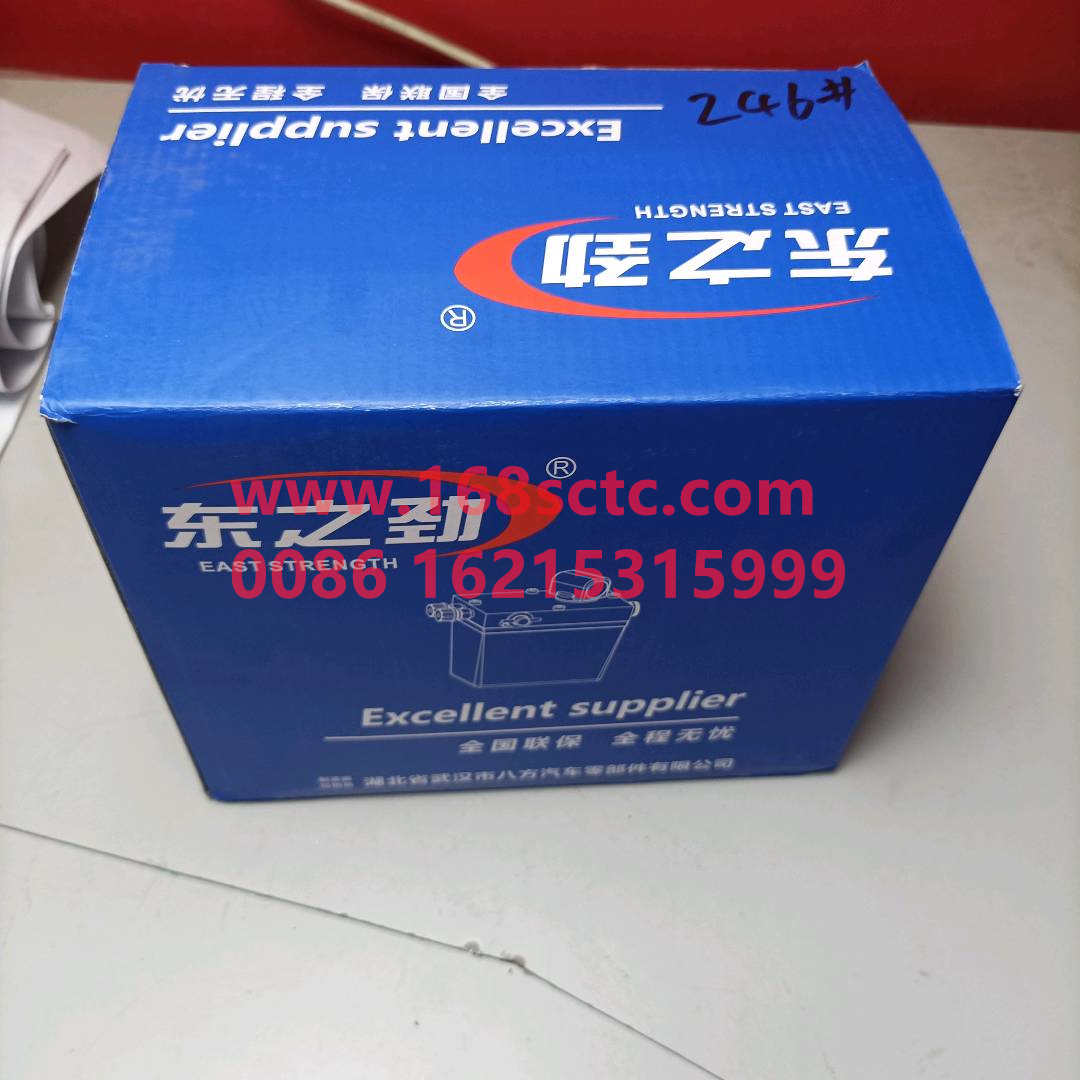 全国联保 全程无忧
Excellent supplier
EAST STRENGTH
东之劲
®
®
www.168sctc.com
东之劲
EAST STRENGTH
0086 16215315999
Excellent supplier
全国联保 全程无忧
湖北省武汉市八方汽车零部件有限公司